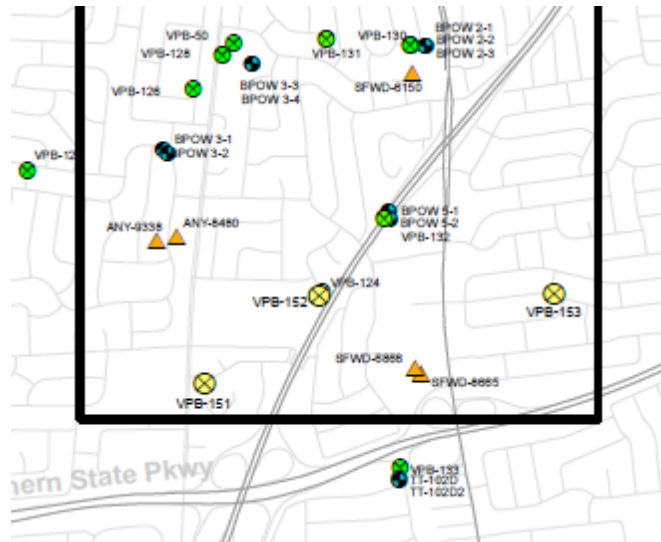 BPOW 2-1
VPB-50
VPB-130
BPOW 2-2
VPB-128
VPB-131
BPOW 2-3
BPOW 3-3
SFWD-6150
VPB-126
BPOW 3-4
BPOW 3-1
VPB-12
BPOW 3-2
BPOW 5-1
ANY-8480
ANY-9338
BPOW 5-2
VPB-132
VPB-124
VPB-152
VPB-153
SFWD-8665
VPB-151
hern State Pkwy
VPB-133
TT-102D
TT-102D2